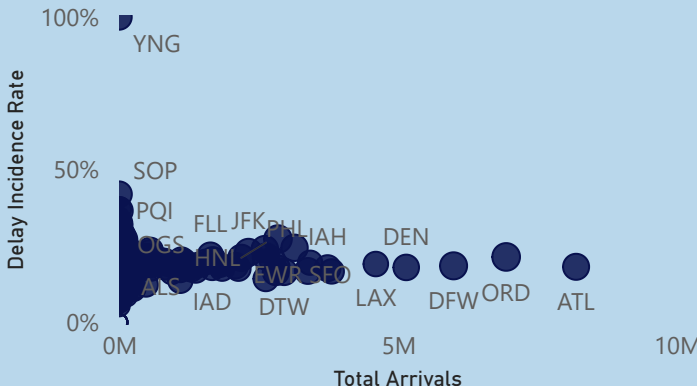 100%
YNG
Delay Incidence Rate
50%
SOP
PQI
FLL
JFK
PHL
IAH
DEN
OGS
HNL
EWR
SFO
ALS
IAD
DTW
LAX
DFW
ORD
ATL
0%
0M
5M
10M
Total Arrivals